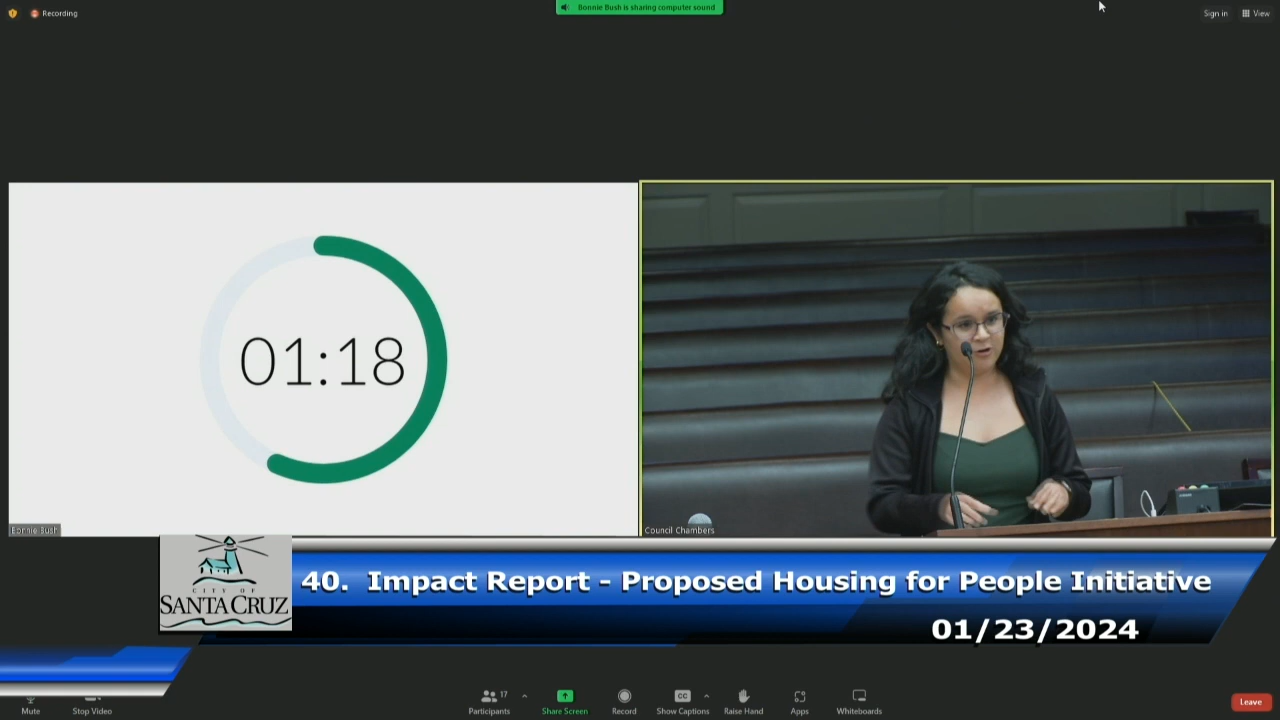 Recording
Bonnie Bush is sharing computer sound
Sign in
View
01:18
Bonnie Bush
Council Chambers
CITY OF
SANTA CRUZ
40. Impact Report - Proposed Housing for People Initiative
01/23/2024
Mute
Stop Video
Participants
17
Share Screen
CC
Record
Show Captions
Raise Hand
Apps
Whiteboards
Leave